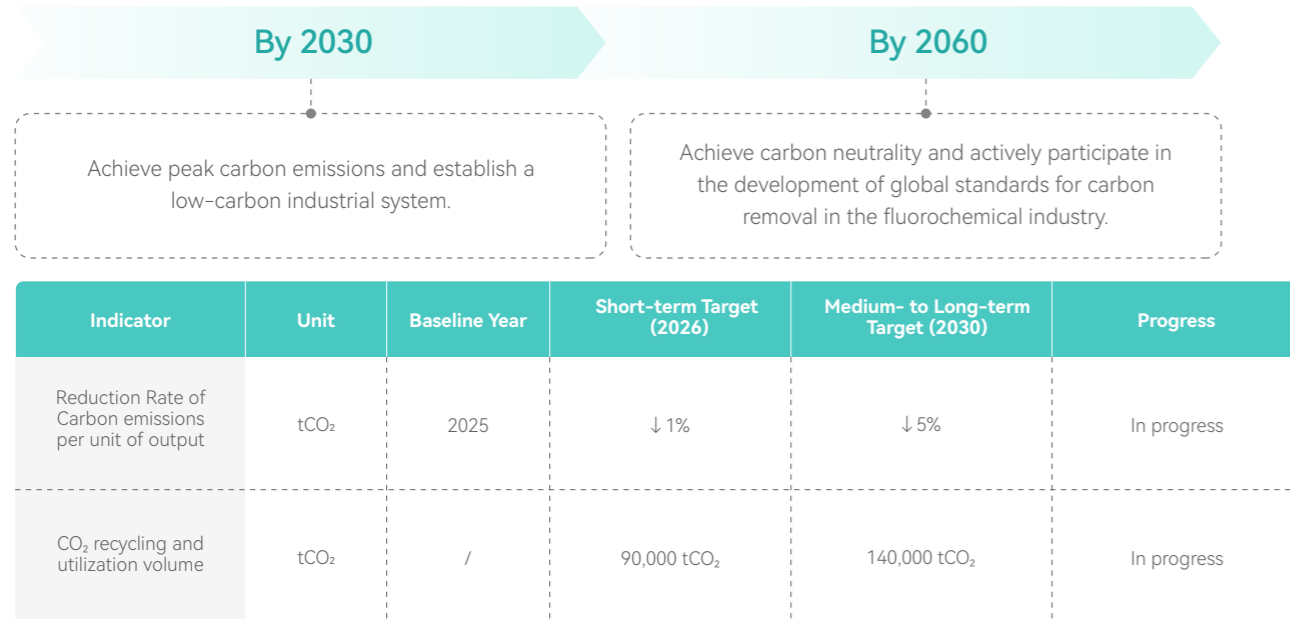 By 2030
By 2060
Achieve peak carbon emissions and establish a
low-carbon industrial system.
Achieve carbon neutrality and actively participate in
the development of global standards for carbon
removal in the fluorochemical industry.
Indicator
Unit
Baseline Year
Short-term Target
(2026)
Medium- to Long-term
Target (2030)
Progress
Reduction Rate of
Carbon emissions
per unit of output
tCO₂
2025
↓1%
↓5%
In progress
CO₂ recycling and
utilization volume
tCO₂
/
90,000 tCO₂
140,000 tCO₂
In progress